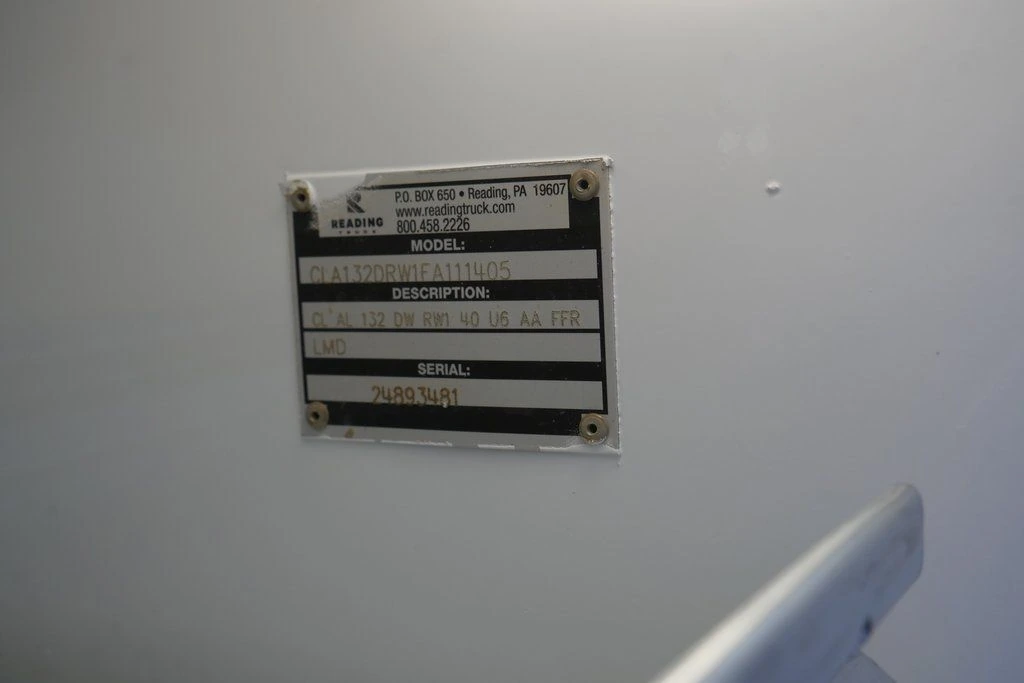 READING
TRUCK
P.O. BOX 650 • Reading, PA 19607
www.readingtruck.com
800.458.2226
MODEL:
CLA132DRW1FA111405
DESCRIPTION:
CL AL 132 DW RW1 40 U6 AA FFR
LMD
SERIAL:
24893481